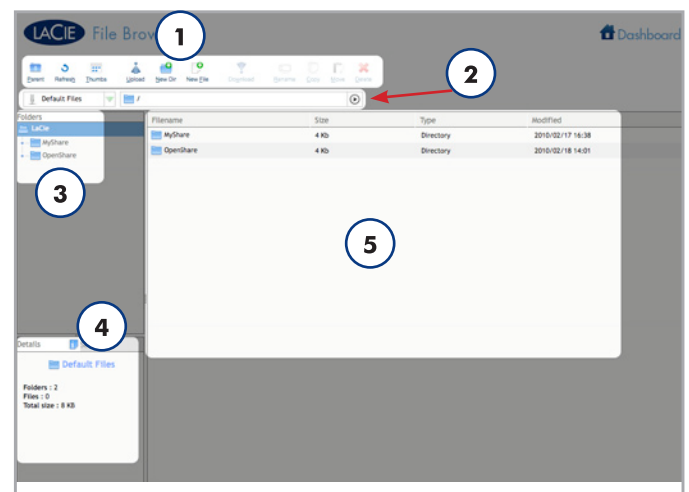 LACIE File Brow
Dashboard
1
2
Parent Refresh Thumbs Upload New Dir New File Download Rename Copy Move Delete
Default Files /
Folders
LaCie
MyShare
OpenShare
3
Filename Size Type Modified
MyShare 4 Kb Directory 2010/02/17 16:38
OpenShare 4 Kb Directory 2010/02/18 14:01
5
4
Details
Default Files
Folders : 2
Files : 0
Total size : 8 KB